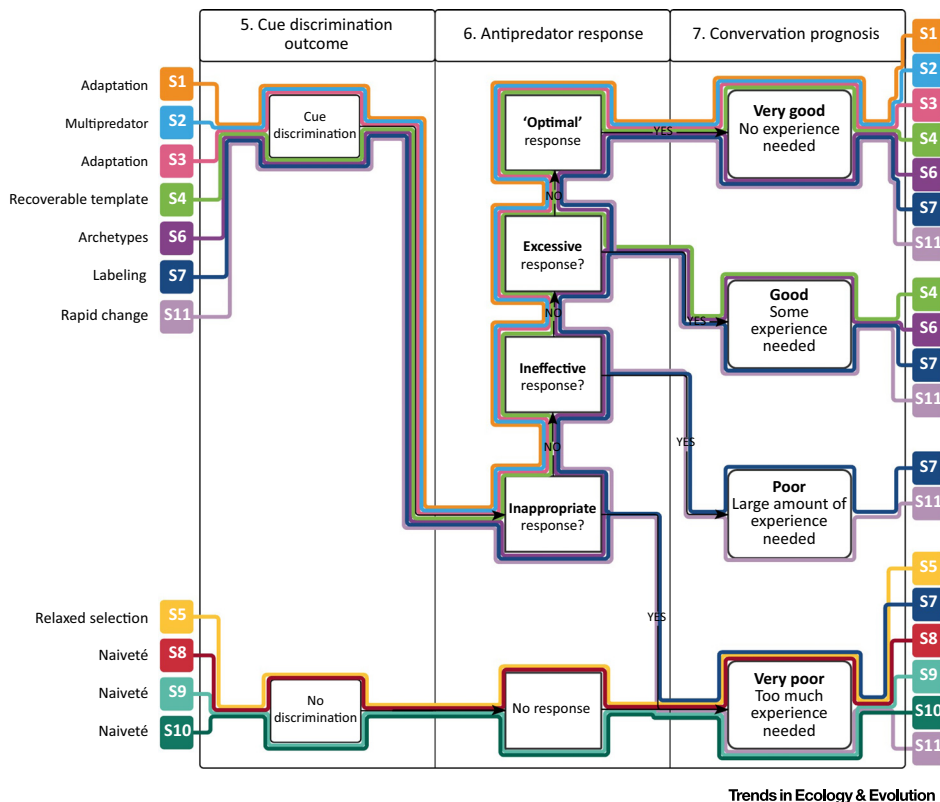 5. Cue discrimination
outcome
6. Antipredator response
7. Convervation prognosis
Adaptation S1
Multipredator S2
Adaptation S3
Recoverable template S4
Archetypes S6
Labeling S7
Rapid change S11
Cue
discrimination
'Optimal'
response
YES
Very good
No experience
needed
S1
S2
S3
S4
S6
S7
S11
NO
Excessive
response?
YES
Good
Some
experience
needed
S4
S6
S7
S11
NO
Ineffective
response?
YES
Poor
Large amount of
experience
needed
S7
S11
NO
Inappropriate
response?
YES
Relaxed selection S5
Naiveté S8
Naiveté S9
Naiveté S10
No
discrimination
No response
Very poor
Too much
experience
needed
S5
S7
S8
S9
S10
S11
Trends in Ecology & Evolution